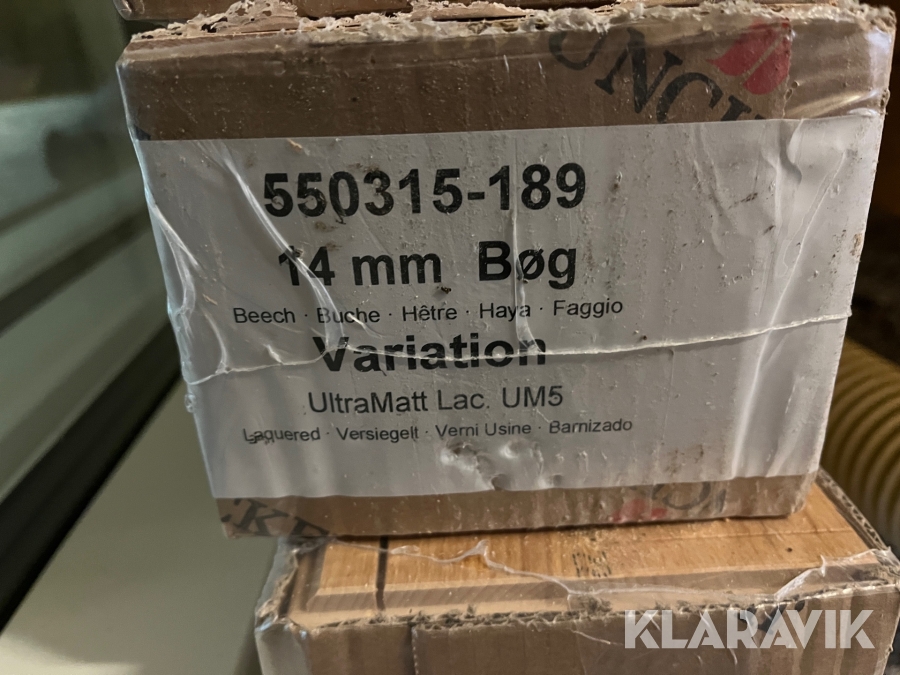 550315-189
14 mm Bøg
Beech · Buche · Hêtre · Haya · Faggio
Variation
UltraMatt Lac. UM5
Laquered · Versiegelt · Verni Usine · Barnizado
KLARAVIK